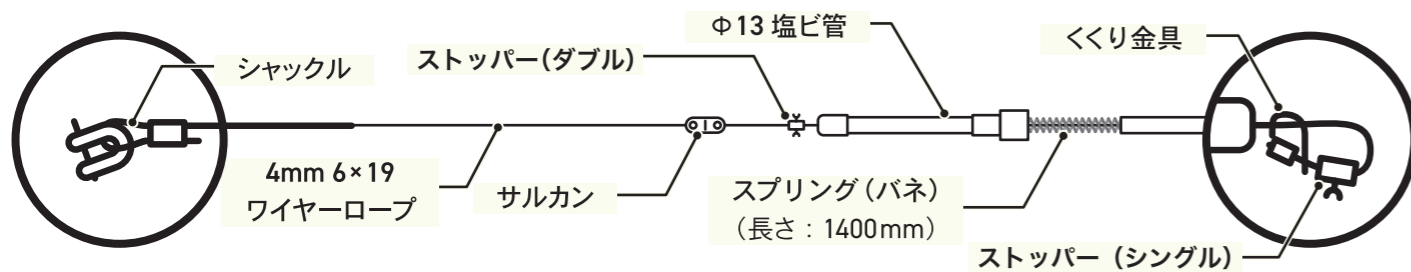 シャックル
ストッパー（ダブル）
Φ13 塩ビ管
くくり金具
4mm 6×19
ワイヤーロープ
サルカン
スプリング（バネ）
（長さ：1400mm）
ストッパー（シングル）